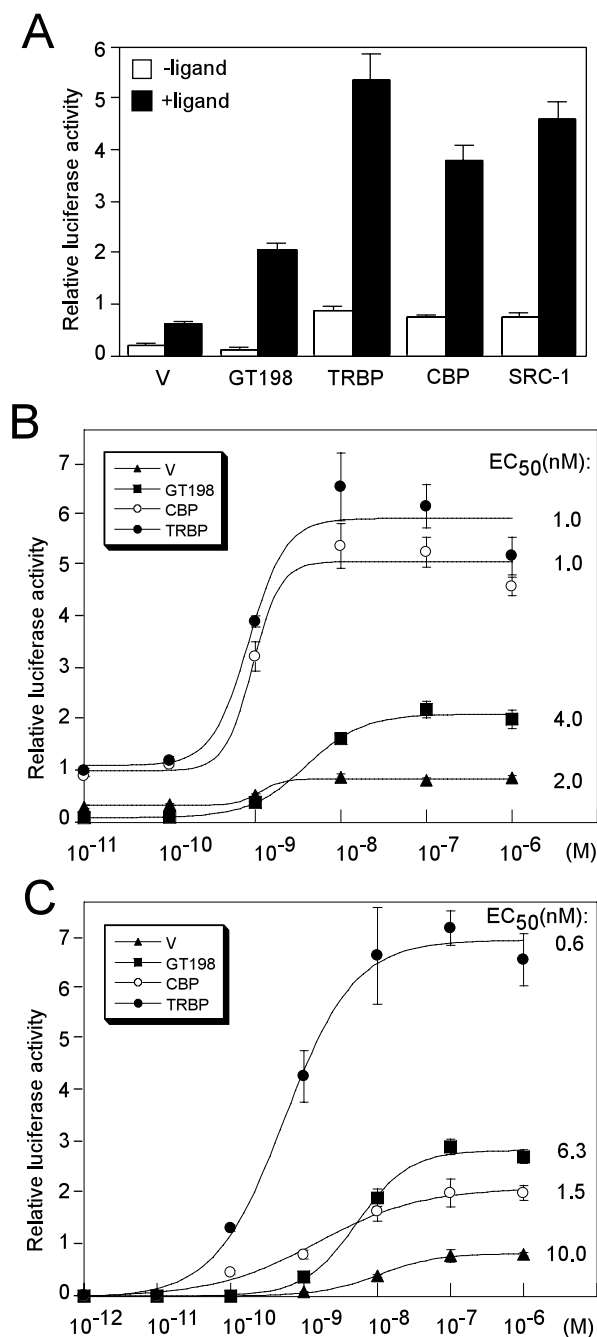 A
-ligand
+ligand
Relative luciferase activity
6
5
4
3
2
1
0
V GT198 TRBP CBP SRC-1
B
V
GT198
CBP
TRBP
EC50(nM):
1.0
1.0
4.0
2.0
Relative luciferase activity
7
6
5
4
3
2
1
0
10-11 10-10 10-9 10-8 10-7 10-6 (M)
C
V
GT198
CBP
TRBP
EC50(nM):
0.6
6.3
1.5
10.0
Relative luciferase activity
7
6
5
4
3
2
1
0
10-12 10-11 10-10 10-9 10-8 10-7 10-6 (M)